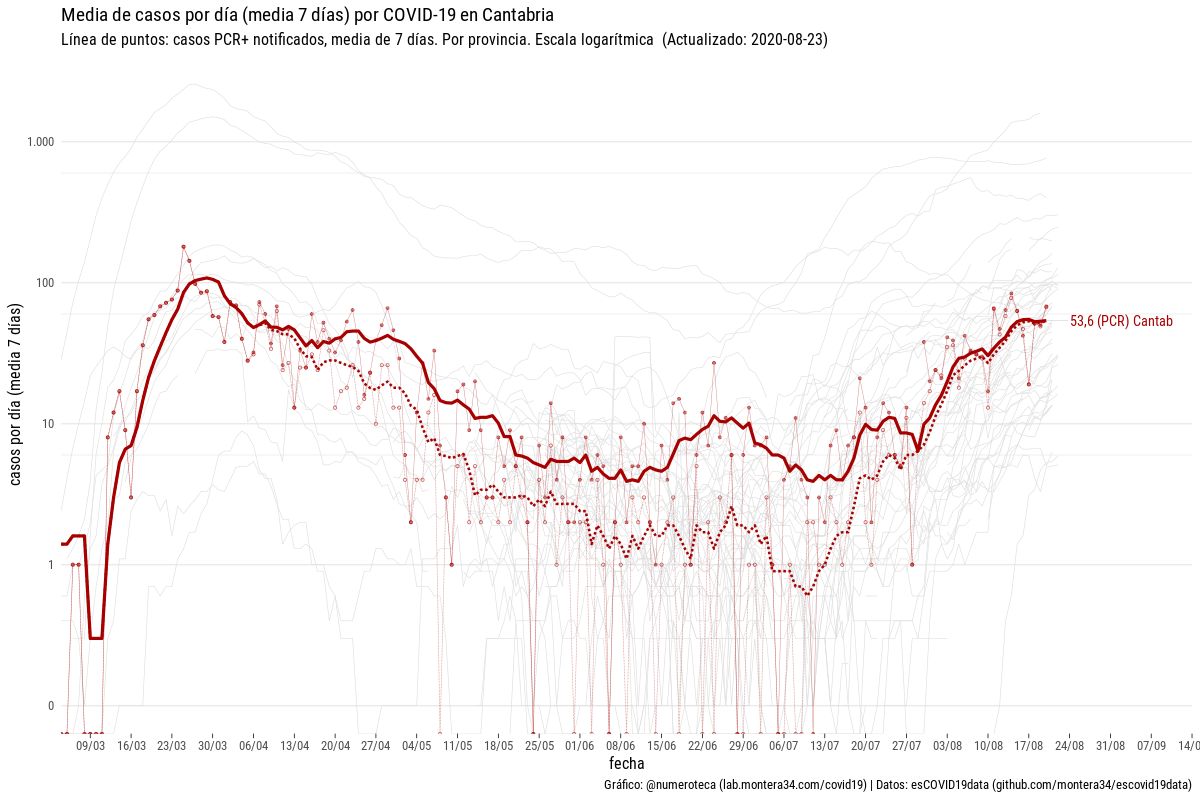 Media de casos por día (media 7 días) por COVID-19 en Cantabria
Línea de puntos: casos PCR+ notificados, media de 7 días. Por provincia. Escala logarítmica  (Actualizado: 2020-08-23)
casos por día (media 7 días)
1.000
100
10
1
0
53,6 (PCR) Cantab
09/03 16/03 23/03 30/03 06/04 13/04 20/04 27/04 04/05 11/05 18/05 25/05 01/06 08/06 15/06 22/06 29/06 06/07 13/07 20/07 27/07 03/08 10/08 17/08 24/08 31/08 07/09 14/0
fecha
Gráfico: @numeroteca (lab.montera34.com/covid19) | Datos: esCOVID19data (github.com/montera34/escovid19data)